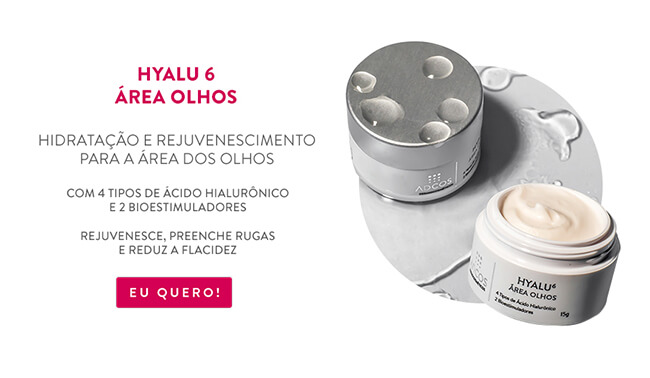 HYALU 6
ÁREA OLHOS
HIDRATAÇÃO E REJUVENESCIMENTO
PARA A ÁREA DOS OLHOS
COM 4 TIPOS DE ÁCIDO HIALURÔNICO
E 2 BIOESTIMULADORES
REJUVENESCE, PREENCHE RUGAS
E REDUZ A FLACIDEZ
EU QUERO!
ADCOS
HYALU⁶
ÁREA OLHOS
4 Tipos de Ácido Hialurônico
2 Bioestimuladores
15g